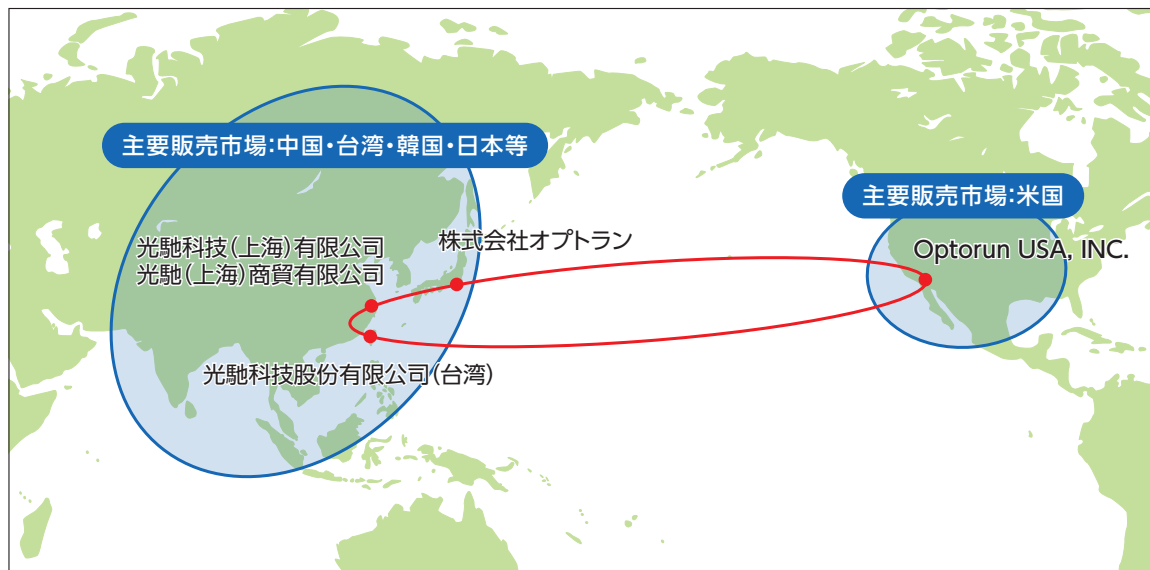 主要販売市場:中国・台湾・韓国・日本等
主要販売市場:米国
光馳科技(上海)有限公司
光馳(上海)商貿有限公司
株式会社オプトラン
Optorun USA, INC.
光馳科技股份有限公司(台湾)